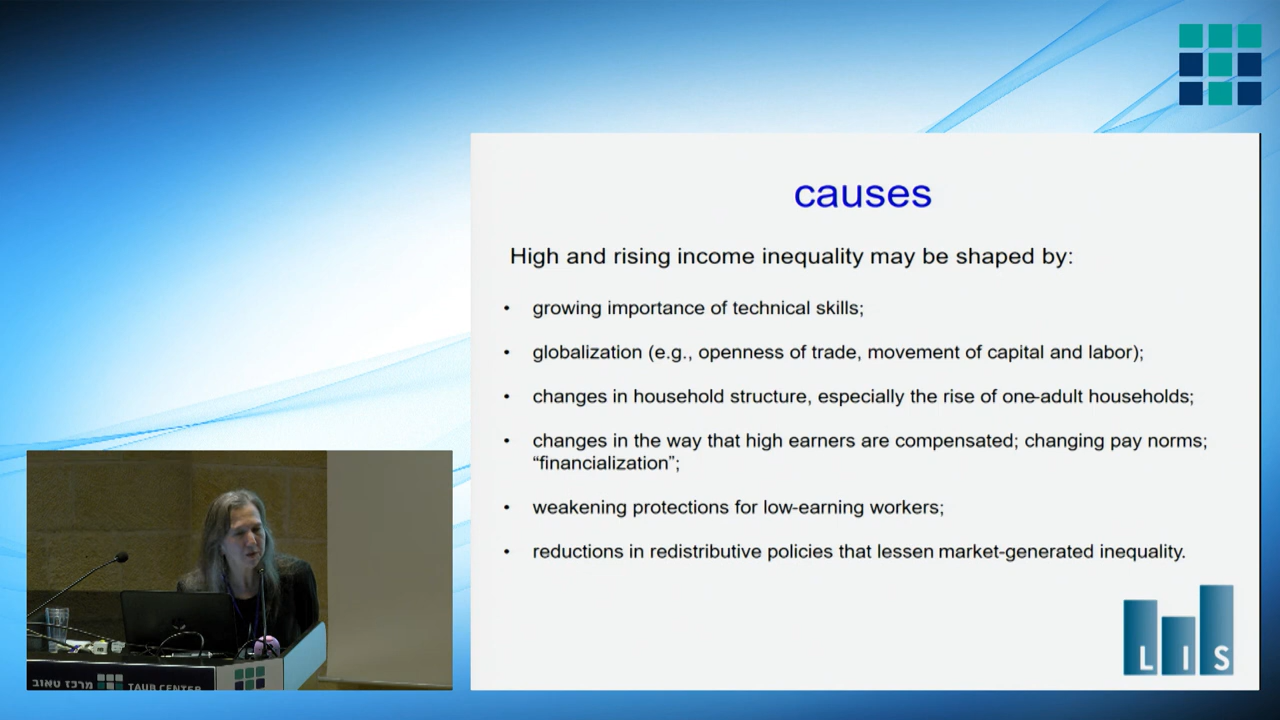 causes
High and rising income inequality may be shaped by:
• growing importance of technical skills;
• globalization (e.g., openness of trade, movement of capital and labor);
• changes in household structure, especially the rise of one-adult households;
• changes in the way that high earners are compensated; changing pay norms;
“financialization”;
• weakening protections for low-earning workers;
• reductions in redistributive policies that lessen market-generated inequality.
LIS
מרכז טאוב TAUB CENTER